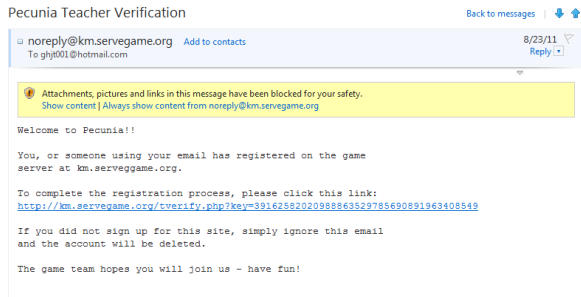 Pecunia Teacher Verification
Back to messages
noreply@km.servegame.org Add to contacts 8/23/11
To ghjt001@hotmail.com Reply
Attachments, pictures and links in this message have been blocked for your safety.
Show content | Always show content from noreply@km.servegame.org
Welcome to Pecunia!!
You, or someone using your email has registered on the game
server at km.serveggame.org.
To complete the registration process, please click this link:
http://km.servegame.org/tverify.php?key=39162582020988863529785690891963408549
If you did not sign up for this site, simply ignore this email
and the account will be deleted.
The game team hopes you will join us - have fun!